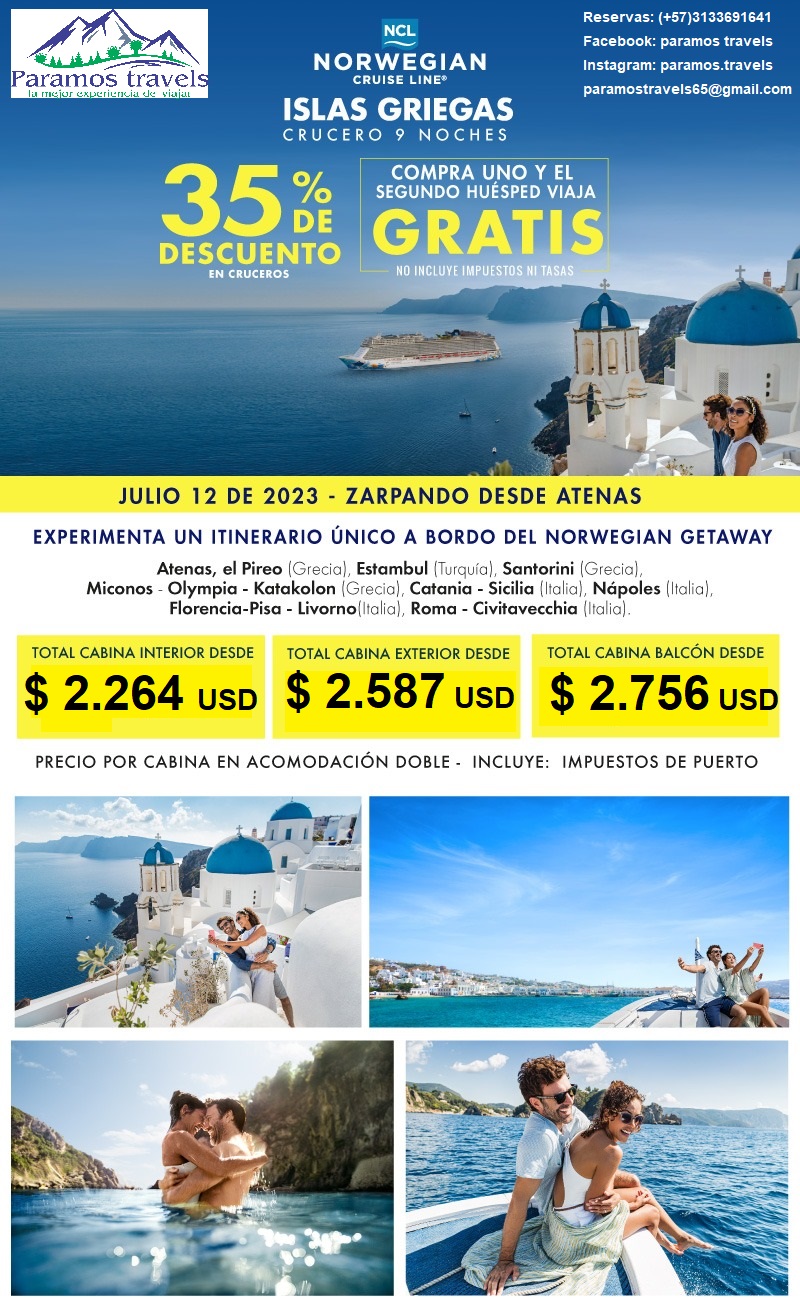 Paramos travels
la mejor experiencia de viajar
Reservas: (+57)3133691641
Facebook: paramos travels
Instagram: paramos.travels
paramostravels65@gmail.com
NCL
NORWEGIAN
CRUISE LINE®
ISLAS GRIEGAS
CRUCERO 9 NOCHES
35% DE
DESCUENTO
EN CRUCEROS
COMPRA UNO Y EL
SEGUNDO HUÉSPED VIAJA
GRATIS
NO INCLUYE IMPUESTOS NI TASAS
JULIO 12 DE 2023 - ZARPANDO DESDE ATENAS
EXPERIMENTA UN ITINERARIO ÚNICO A BORDO DEL NORWEGIAN GETAWAY
Atenas, el Pireo (Grecia), Estambul (Turquía), Santorini (Grecia),
Miconos - Olympia - Katakolon (Grecia), Catania - Sicilia (Italia), Nápoles (Italia),
Florencia-Pisa - Livorno(Italia), Roma - Civitavecchia (Italia).
TOTAL CABINA INTERIOR DESDE
$ 2.264 USD
TOTAL CABINA EXTERIOR DESDE
$ 2.587 USD
TOTAL CABINA BALCÓN DESDE
$ 2.756 USD
PRECIO POR CABINA EN ACOMODACIÓN DOBLE - INCLUYE: IMPUESTOS DE PUERTO